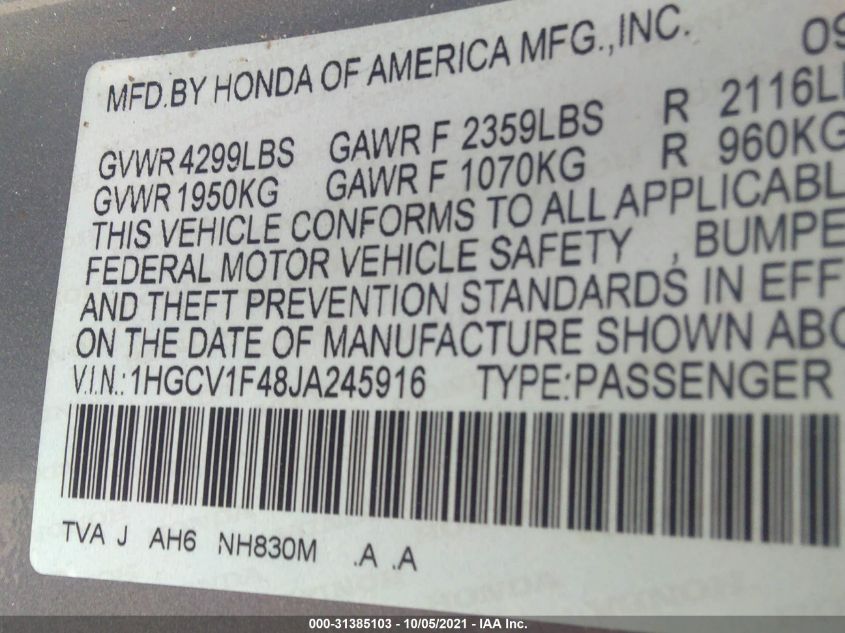 MFD.BY HONDA OF AMERICA MFG.,INC. 09
GVWR 4299LBS GAWR F 2359LBS R 2116L
GVWR 1950KG GAWR F 1070KG R 960KG
THIS VEHICLE CONFORMS TO ALL APPLICABL
FEDERAL MOTOR VEHICLE SAFETY , BUMPE
AND THEFT PREVENTION STANDARDS IN EFF
ON THE DATE OF MANUFACTURE SHOWN ABO
V.I.N.:1HGCV1F48JA245916 TYPE:PASSENGER
TVA J AH6 NH830M .A .A
000-31385103 - 10/05/2021 - IAA Inc.